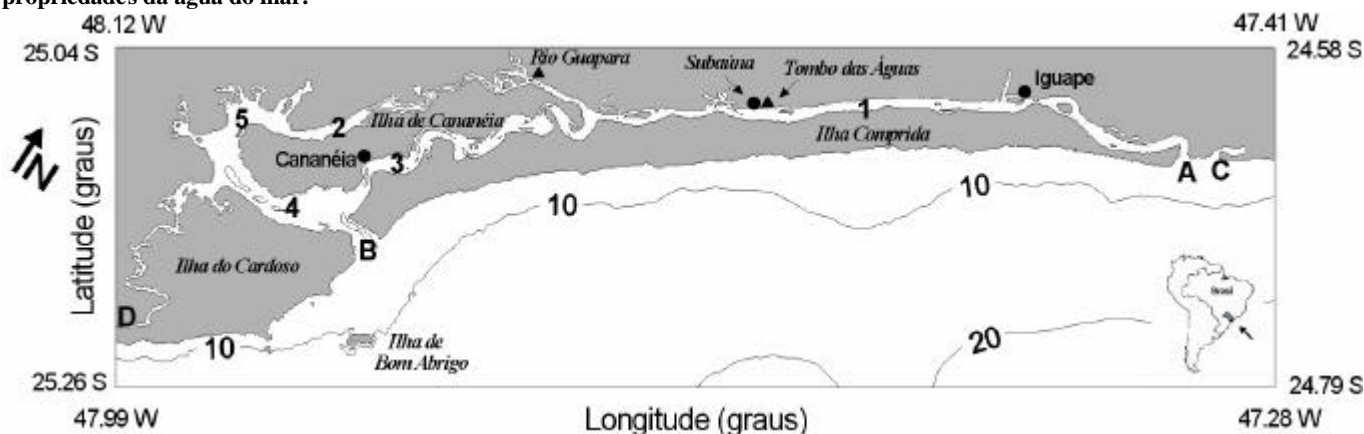 propriedades da água do mar.
48.12 W
47.41 W
25.04 S
24.58 S
Rio Guapara
Subaúna
Tombo das Águas
Iguape
5
2
Ilha de Cananéia
1
Ilha Comprida
Cananéia
3
A
C
N
4
10
10
B
Latitude (graus)
Ilha do Cardoso
Brasil
D
10
Ilha de
Bom Abrigo
20
25.26 S
24.79 S
47.99 W
Longitude (graus)
47.28 W